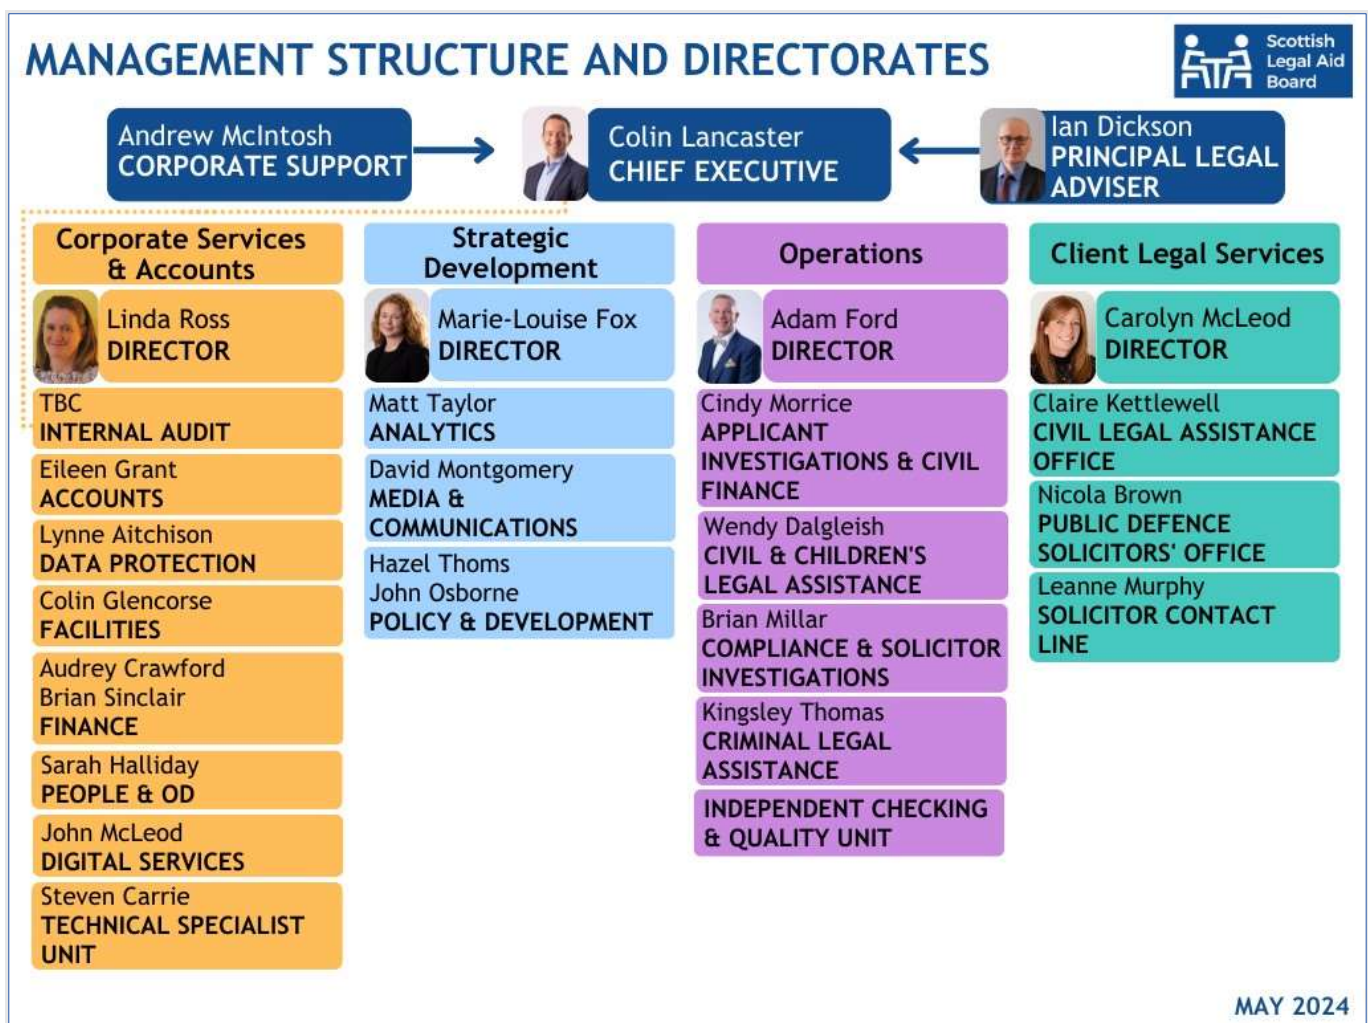 MANAGEMENT STRUCTURE AND DIRECTORATES
Scottish
Legal Aid
Board
Andrew McIntosh
CORPORATE SUPPORT
Colin Lancaster
CHIEF EXECUTIVE
Ian Dickson
PRINCIPAL LEGAL
ADVISER
Corporate Services
& Accounts
Linda Ross
DIRECTOR
TBC
INTERNAL AUDIT
Eileen Grant
ACCOUNTS
Lynne Aitchison
DATA PROTECTION
Colin Glencorse
FACILITIES
Audrey Crawford
Brian Sinclair
FINANCE
Sarah Halliday
PEOPLE & OD
John McLeod
DIGITAL SERVICES
Steven Carrie
TECHNICAL SPECIALIST
UNIT
Strategic
Development
Marie-Louise Fox
DIRECTOR
Matt Taylor
ANALYTICS
David Montgomery
MEDIA &
COMMUNICATIONS
Hazel Thoms
John Osborne
POLICY & DEVELOPMENT
Operations
Adam Ford
DIRECTOR
Cindy Morrice
APPLICANT
INVESTIGATIONS & CIVIL
FINANCE
Wendy Dalgleish
CIVIL & CHILDREN'S
LEGAL ASSISTANCE
Brian Millar
COMPLIANCE & SOLICITOR
INVESTIGATIONS
Kingsley Thomas
CRIMINAL LEGAL
ASSISTANCE
INDEPENDENT CHECKING
& QUALITY UNIT
Client Legal Services
Carolyn McLeod
DIRECTOR
Claire Kettlewell
CIVIL LEGAL ASSISTANCE
OFFICE
Nicola Brown
PUBLIC DEFENCE
SOLICITORS' OFFICE
Leanne Murphy
SOLICITOR CONTACT
LINE
MAY 2024